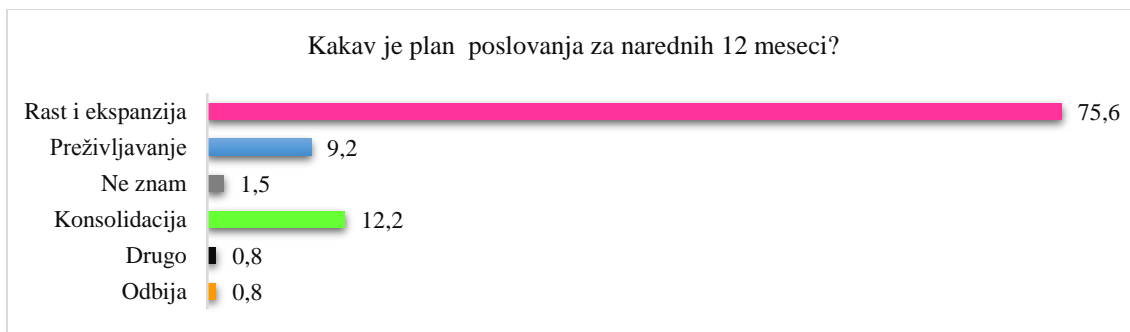 Kakav je plan poslovanja za narednih 12 meseci?
Rast i ekspanzija 75,6
Preživljavanje 9,2
Ne znam 1,5
Konsolidacija 12,2
Drugo 0,8
Odbija 0,8